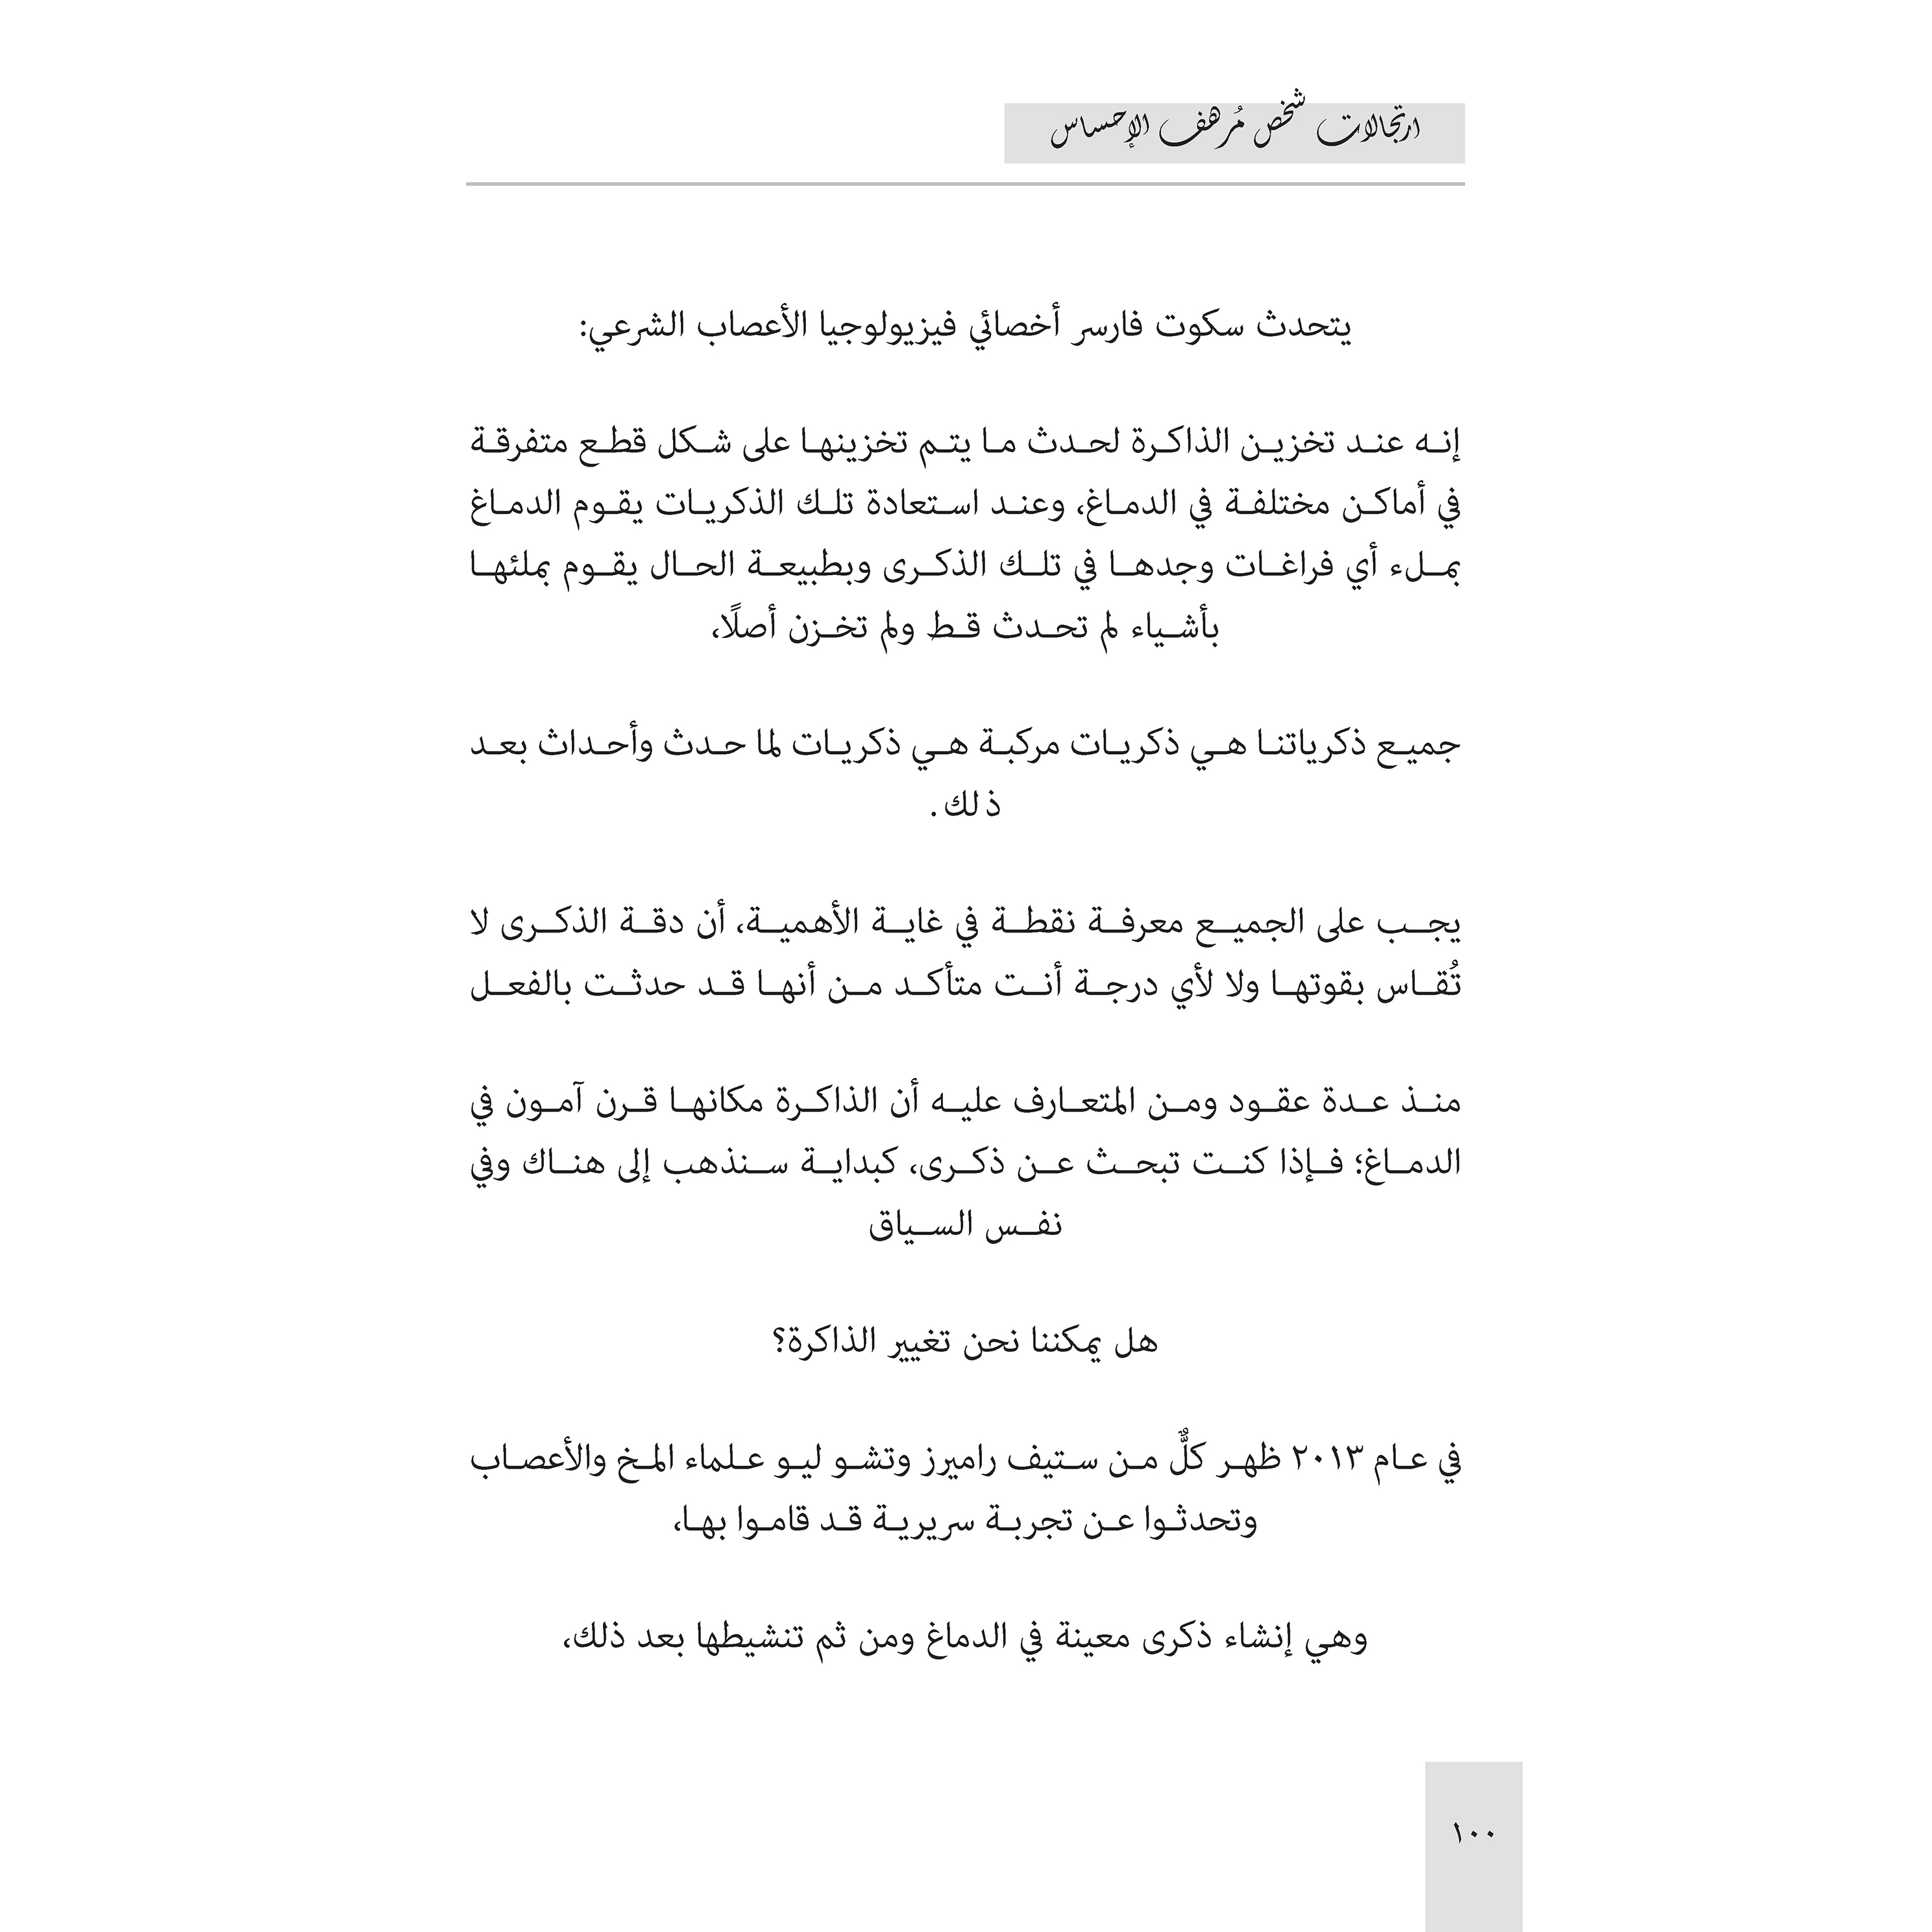 ارتجالات شخص مُرهف الإحساس
يتحدث سكوت فارسر أخصائي فيزيولوجيا الأعصاب الشرعي:
إنه عند تخزين الذاكرة لحدث ما يتم تخزينها على شكل قطع متفرقة
في أماكن مختلفة في الدماغ، وعند استعادة تلك الذكريات يقوم الدماغ
بملء أي فراغات وجدها في تلك الذكرى وبطبيعة الحال يقوم بملئها
بأشياء لم تحدث قط ولم تخزن أصلًا،
جميع ذكرياتنا هي ذكريات مركبة هي ذكريات لما حدث وأحداث بعد
ذلك.
يجب على الجميع معرفة نقطة في غاية الأهمية، أن دقة الذكرى لا
تُقاس بقوتها ولا لأي درجة أنت متأكد من أنها قد حدثت بالفعل
منذ عدة عقود ومن المتعارف عليه أن الذاكرة مكانها قرن آمون في
الدماغ؛ فإذا كنت تبحث عن ذكرى، كبداية سنذهب إلى هناك وفي
نفس السياق
هل يمكننا نحن تغيير الذاكرة؟
في عام ٢٠١٣ ظهر كلٌّ من ستيف راميرز وتشو ليو علماء المخ والأعصاب
وتحدثوا عن تجربة سريرية قد قاموا بها،
وهي إنشاء ذكرى معينة في الدماغ ومن ثم تنشيطها بعد ذلك،
١٠٠